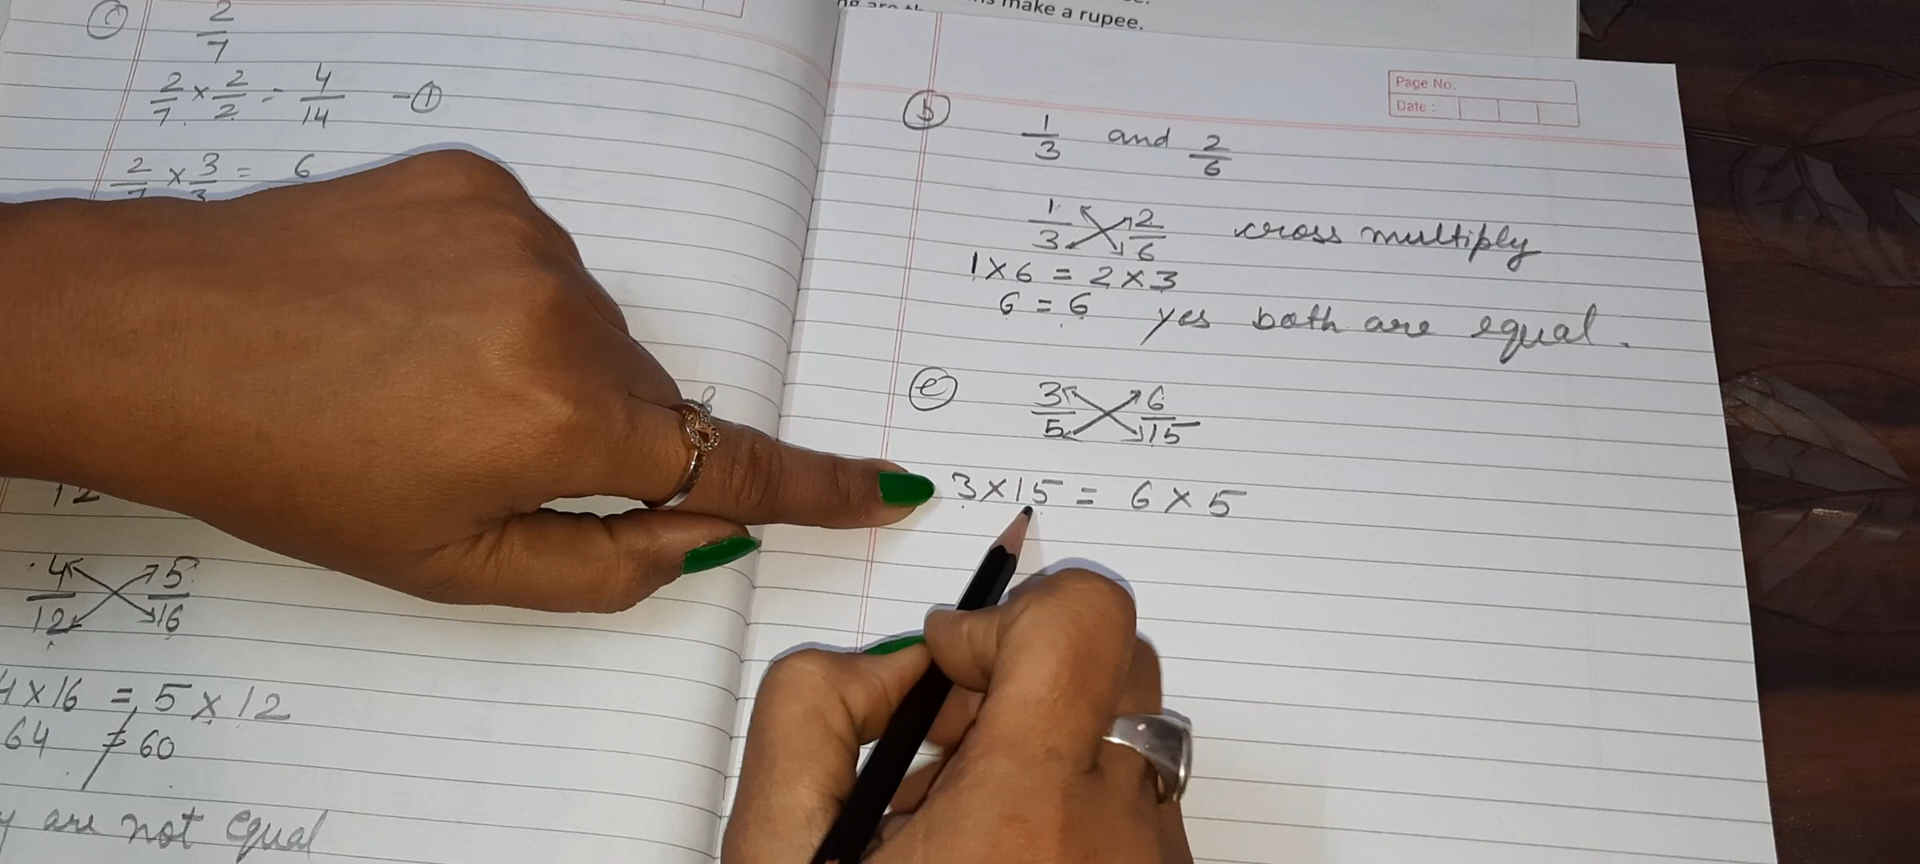 make a rupee.
c
2/7
2/7 × 2/2 = 4/14 - 1
2/7 × 3/3 = 6
12
4/12 5/16
4×16 = 5×12
64 ≠ 60
are not equal
Page No.
Date :
b 1/3 and 2/6
1/3 2/6 cross multiply
1×6 = 2×3
6 = 6 yes both are equal.
e 3/5 6/15
3×15 = 6×5